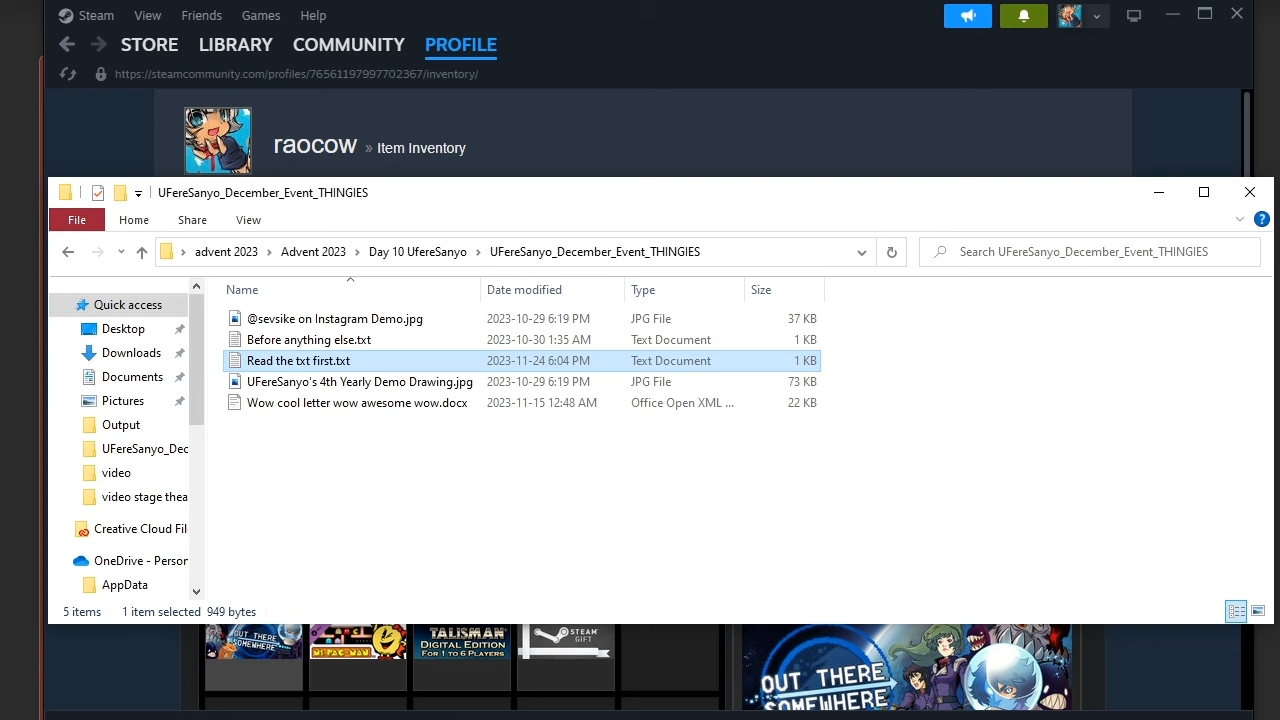 Steam View Friends Games Help
STORE LIBRARY COMMUNITY PROFILE
https://steamcommunity.com/profiles/76561197997702367/inventory/
raocow » Item Inventory
UFereSanyo_December_Event_THINGIES
File Home Share View
advent 2023 > Advent 2023 > Day 10 UfereSanyo > UFereSanyo_December_Event_THINGIES
Search UFereSanyo_December_Event_THINGIES
Name Date modified Type Size
Quick access
Desktop
Downloads
Documents
Pictures
Output
UFereSanyo_Dec
video
video stage thea
Creative Cloud Fil
OneDrive - Person
AppData
@sevsike on Instagram Demo.jpg 2023-10-29 6:19 PM JPG File 37 KB
Before anything else.txt 2023-10-30 1:35 AM Text Document 1 KB
Read the txt first.txt 2023-11-24 6:04 PM Text Document 1 KB
UFereSanyo's 4th Yearly Demo Drawing.jpg 2023-10-29 6:19 PM JPG File 73 KB
Wow cool letter wow awesome wow.docx 2023-11-15 12:48 AM Office Open XML ... 22 KB
5 items 1 item selected 949 bytes
OUT THERE
SOMEWHERE
MS. PAC-MAN
TALISMAN
DIGITAL EDITION
FOR 1 TO 6 PLAYERS
STEAM
GIFT
OUT THERE
SOMEWHERE